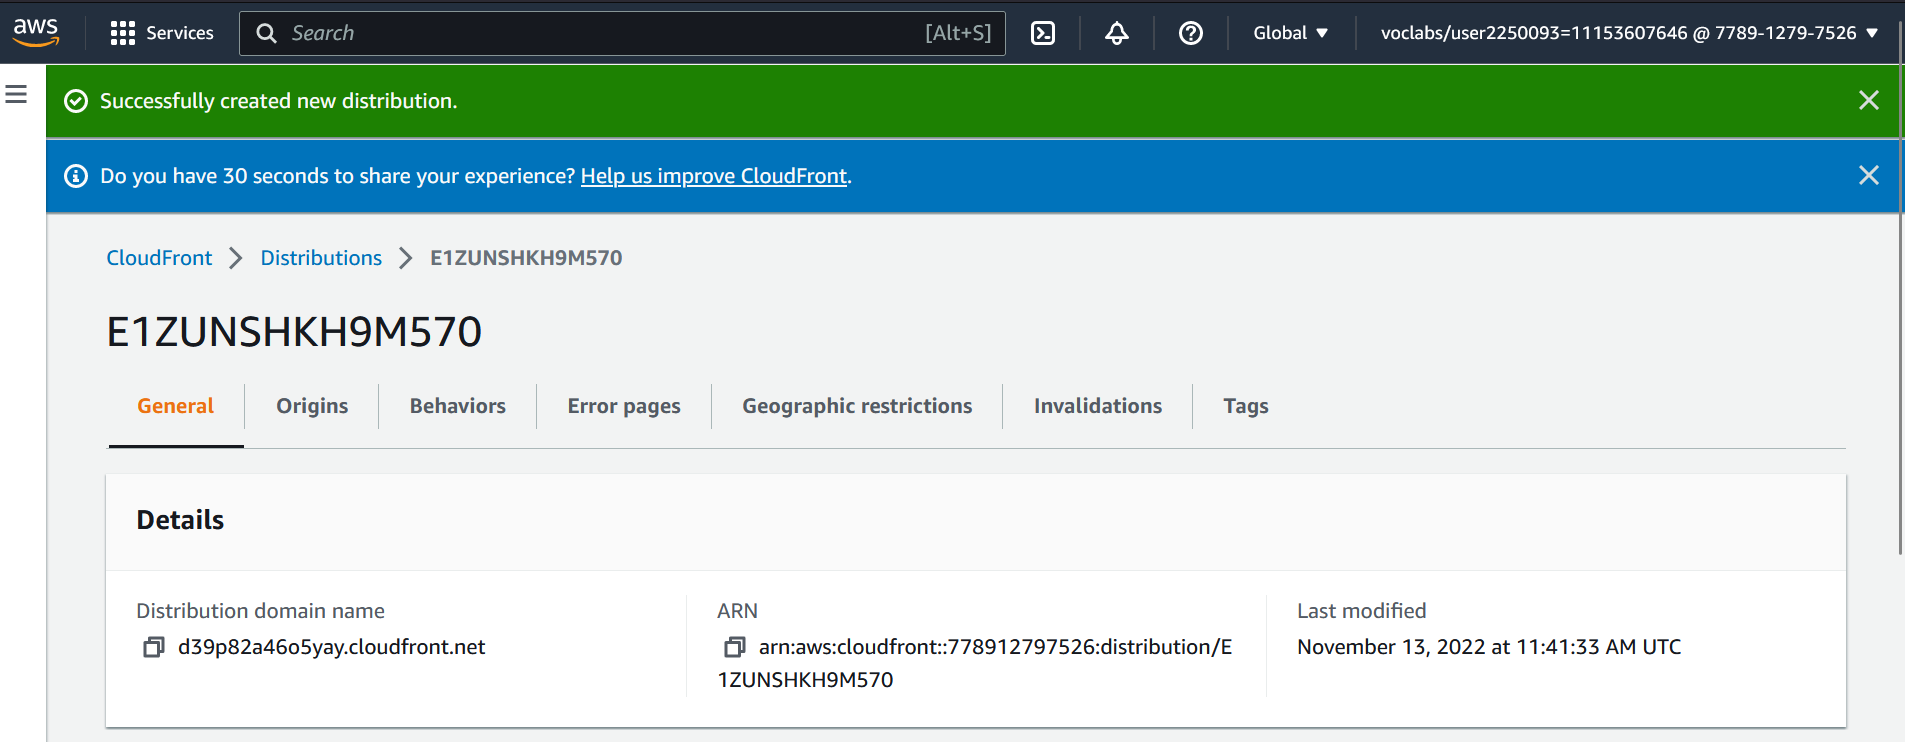 aws Services Search [Alt+S] Global voclabs/user2250093=11153607646 @ 7789-1279-7526
Successfully created new distribution.
Do you have 30 seconds to share your experience? Help us improve CloudFront.
CloudFront Distributions E1ZUNSHKH9M570
E1ZUNSHKH9M570
General Origins Behaviors Error pages Geographic restrictions Invalidations Tags
Details
Distribution domain name
d39p82a46o5yay.cloudfront.net
ARN
arn:aws:cloudfront::778912797526:distribution/E
1ZUNSHKH9M570
Last modified
November 13, 2022 at 11:41:33 AM UTC